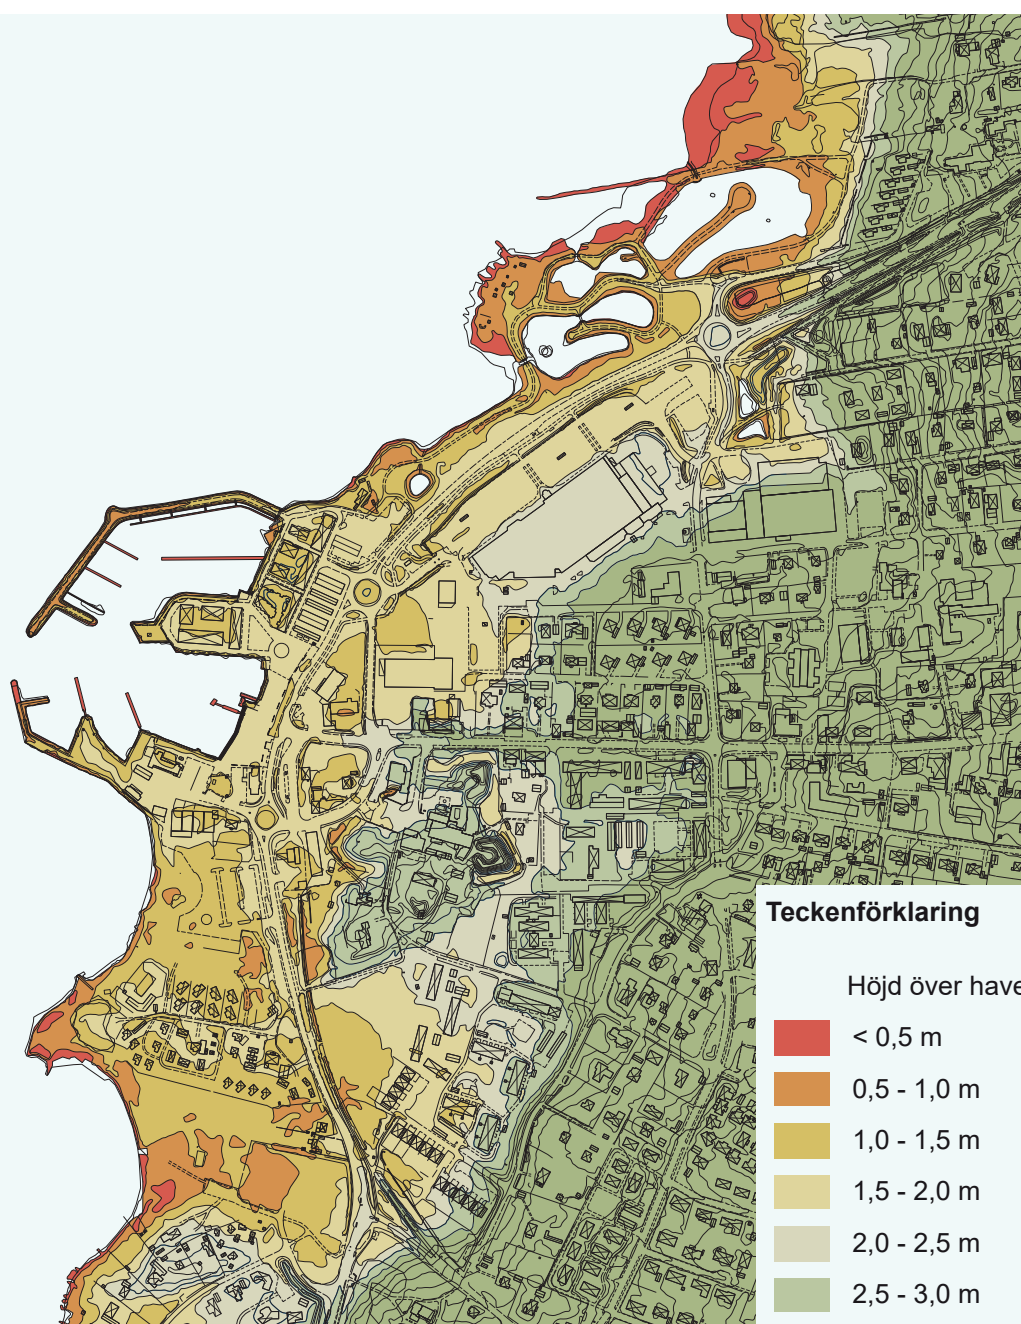 Teckenförklaring
Höjd över have
< 0,5 m
0,5 - 1,0 m
1,0 - 1,5 m
1,5 - 2,0 m
2,0 - 2,5 m
2,5 - 3,0 m